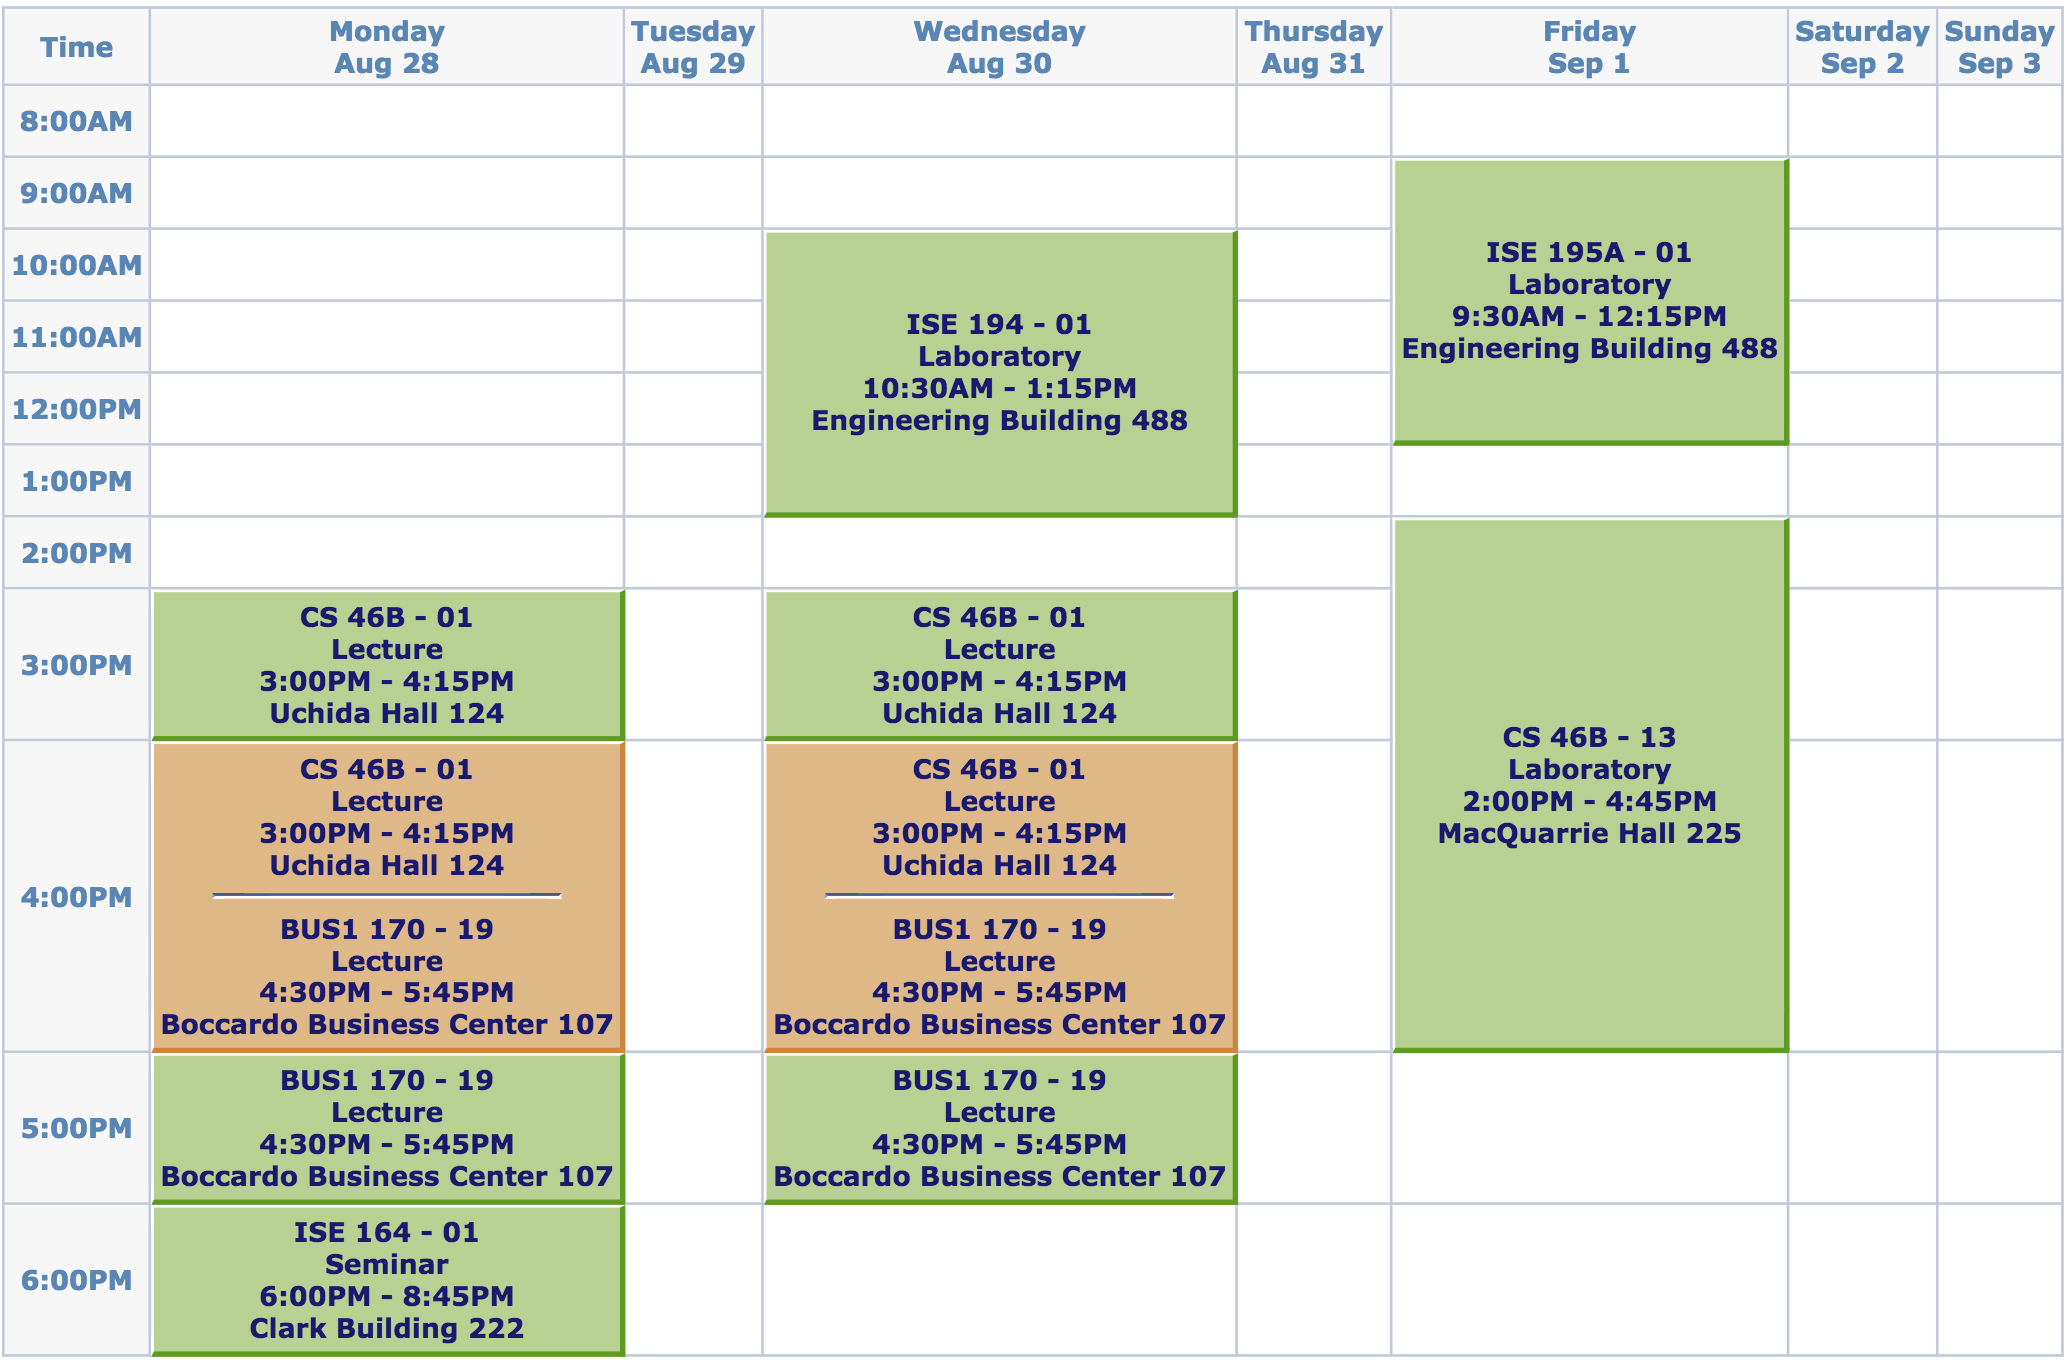 Time
Monday
Aug 28
Tuesday
Aug 29
Wednesday
Aug 30
Thursday
Aug 31
Friday
Sep 1
Saturday
Sep 2
Sunday
Sep 3
8:00AM
9:00AM
ISE 195A - 01
Laboratory
9:30AM - 12:15PM
Engineering Building 488
10:00AM
ISE 194 - 01
Laboratory
10:30AM - 1:15PM
Engineering Building 488
11:00AM
12:00PM
1:00PM
2:00PM
CS 46B - 13
Laboratory
2:00PM - 4:45PM
MacQuarrie Hall 225
3:00PM
CS 46B - 01
Lecture
3:00PM - 4:15PM
Uchida Hall 124
CS 46B - 01
Lecture
3:00PM - 4:15PM
Uchida Hall 124
4:00PM
CS 46B - 01
Lecture
3:00PM - 4:15PM
Uchida Hall 124
BUS1 170 - 19
Lecture
4:30PM - 5:45PM
Boccardo Business Center 107
CS 46B - 01
Lecture
3:00PM - 4:15PM
Uchida Hall 124
BUS1 170 - 19
Lecture
4:30PM - 5:45PM
Boccardo Business Center 107
5:00PM
BUS1 170 - 19
Lecture
4:30PM - 5:45PM
Boccardo Business Center 107
BUS1 170 - 19
Lecture
4:30PM - 5:45PM
Boccardo Business Center 107
6:00PM
ISE 164 - 01
Seminar
6:00PM - 8:45PM
Clark Building 222